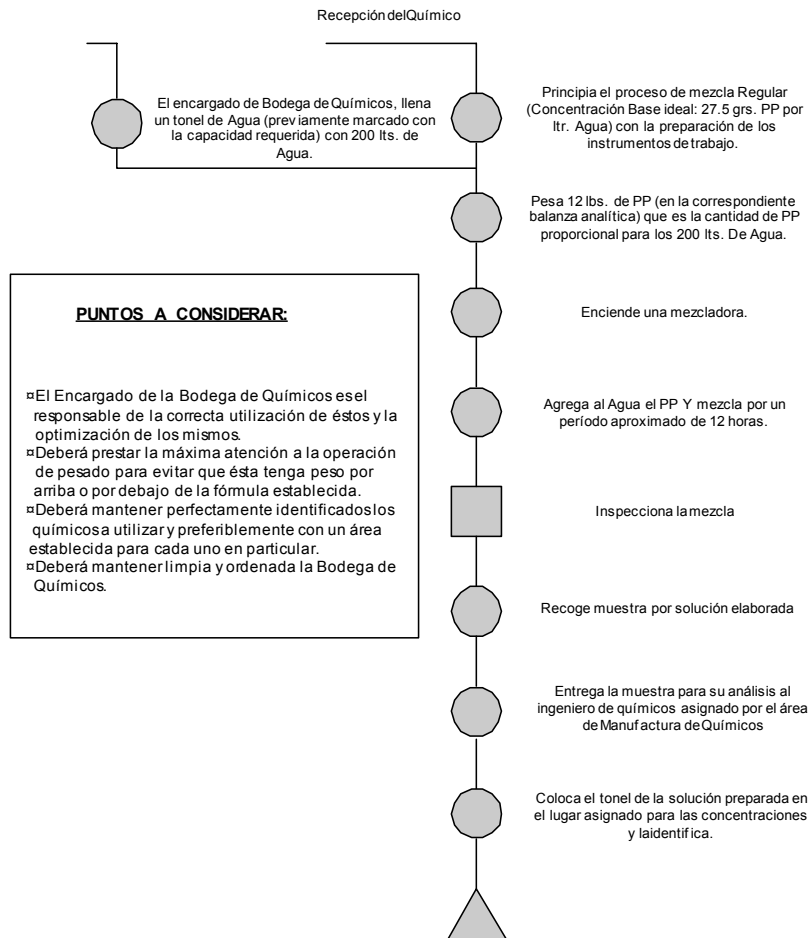 Recepción del Químico
El encargado de Bodega de Químicos, llena
un tonel de Agua (previamente marcado con
la capacidad requerida) con 200 lts. de
Agua.
Principia el proceso de mezcla Regular
(Concentración Base ideal: 27.5 grs. PP por
ltr. Agua) con la preparación de los
instrumentos de trabajo.
Pesa 12 lbs. de PP (en la correspondiente
balanza analítica) que es la cantidad de PP
proporcional para los 200 lts. De Agua.
Enciende una mezcladora.
Agrega al Agua el PP Y mezcla por un
período aproximado de 12 horas.
Inspecciona la mezcla
Recoge muestra por solución elaborada
Entrega la muestra para su análisis al
ingeniero de químicos asignado por el área
de Manufactura de Químicos
Coloca el tonel de la solución preparada en
el lugar asignado para las concentraciones
y la identifica.
PUNTOS A CONSIDERAR:
¤El Encargado de la Bodega de Químicos es el
responsable de la correcta utilización de éstos y la
optimización de los mismos.
¤Deberá prestar la máxima atención a la operación
de pesado para evitar que ésta tenga peso por
arriba o por debajo de la fórmula establecida.
¤Deberá mantener perfectamente identificados los
químicos a utilizar y preferiblemente con un área
establecida para cada uno en particular.
¤Deberá mantener limpia y ordenada la Bodega de
Químicos.